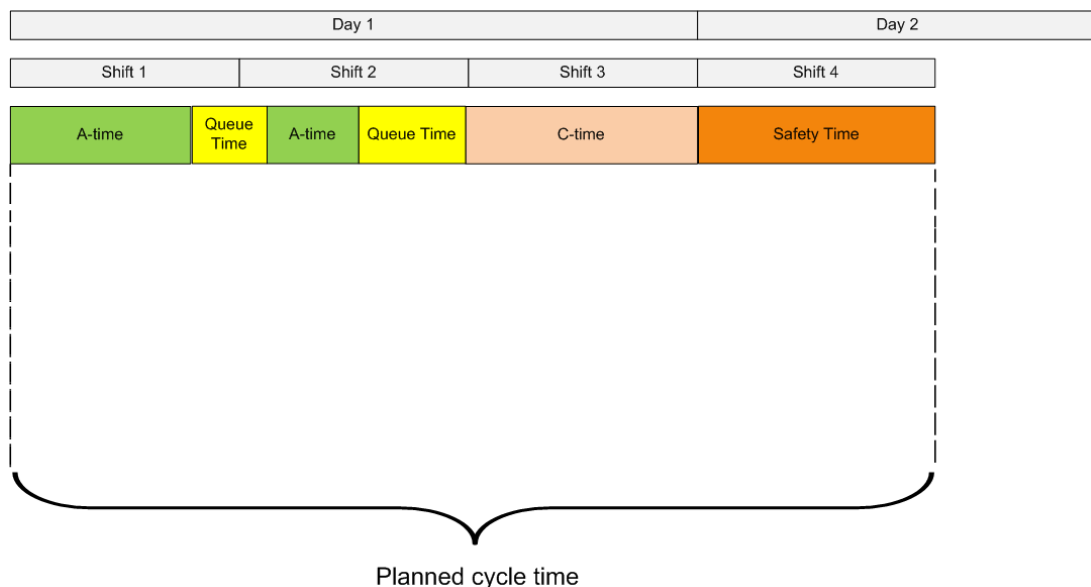 Day 1
Day 2
Shift 1
Shift 2
Shift 3
Shift 4
A-time
Queue
Time
A-time
Queue Time
C-time
Safety Time
Planned cycle time